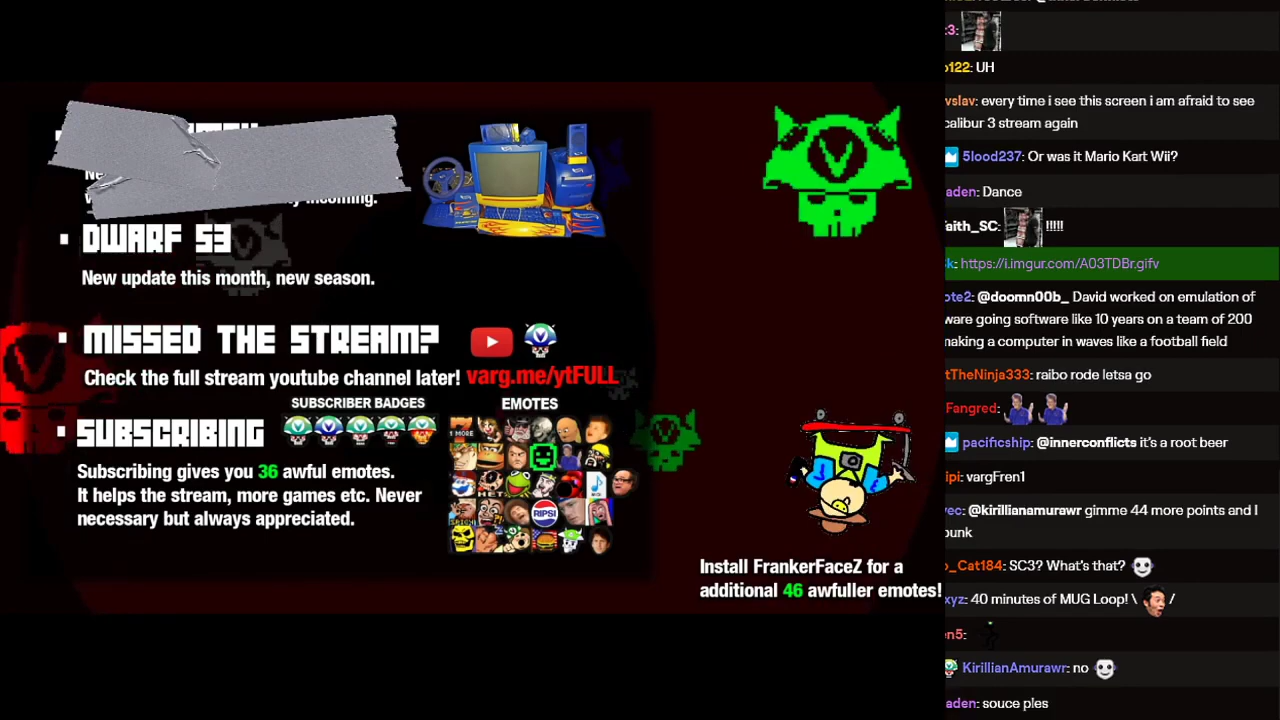 incoming.
DWARF S3
New update this month, new season.
MISSED THE STREAM?
Check the full stream youtube channel later! varg.me/ytFULL
SUBSCRIBER BADGES
EMOTES
SUBSCRIBING
Subscribing gives you 36 awful emotes.
It helps the stream, more games etc. Never
necessary but always appreciated.
RIPSI
Install FrankerFaceZ for a
additional 46 awfuller emotes!
3:
o122: UH
vslav: every time i see this screen i am afraid to see
calibur 3 stream again
5lood237: Or was it Mario Kart Wii?
aden: Dance
aith_SC: !!!!!
k: https://i.imgur.com/A03TDBr.gifv
ote2: @doomn00b_ David worked on emulation of
ware going software like 10 years on a team of 200
making a computer in waves like a football field
tTheNinja333: raibo rode letsa go
Fangred:
pacificship: @innerconflicts it's a root beer
ipi: vargFren1
vec: @kirillianamurawr gimme 44 more points and I
punk
o_Cat184: SC3? What's that?
xyz: 40 minutes of MUG Loop! \ /
en5:
KirillianAmurawr: no
aden: souce ples